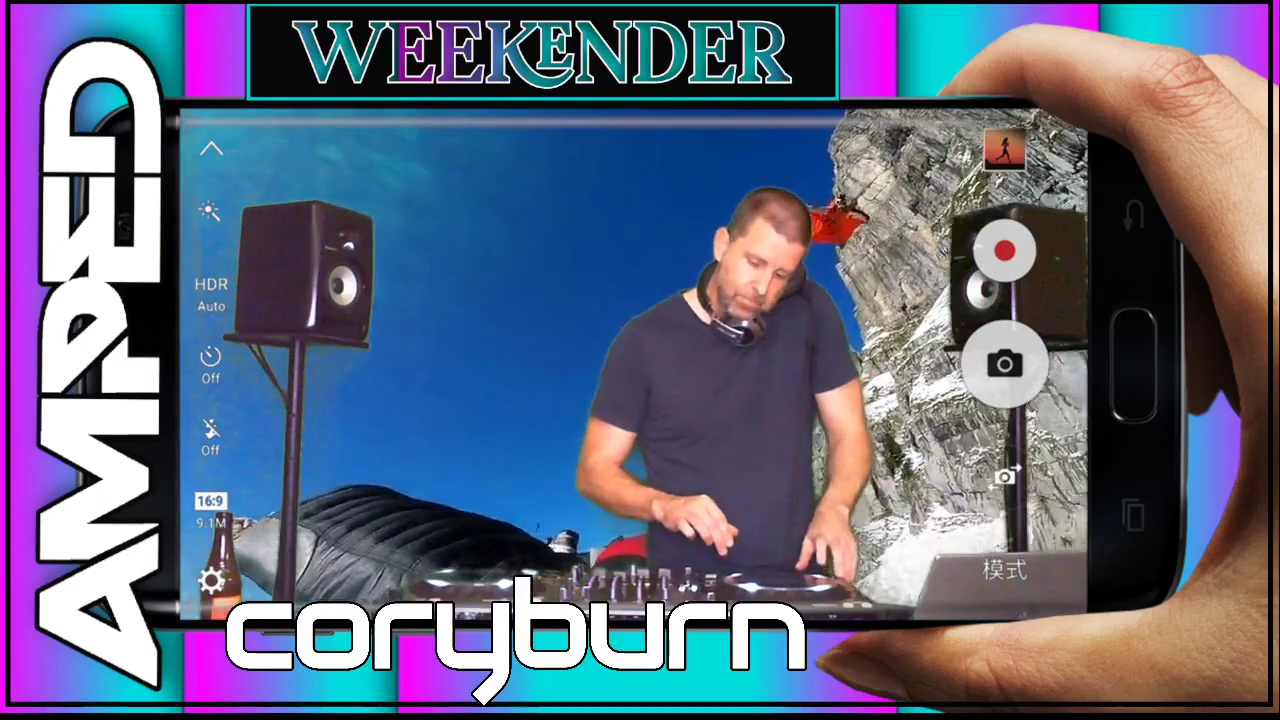 WEEKENDER
AMPED
HDR
Auto
Off
Off
16:9
9.1M
模式
coryburn